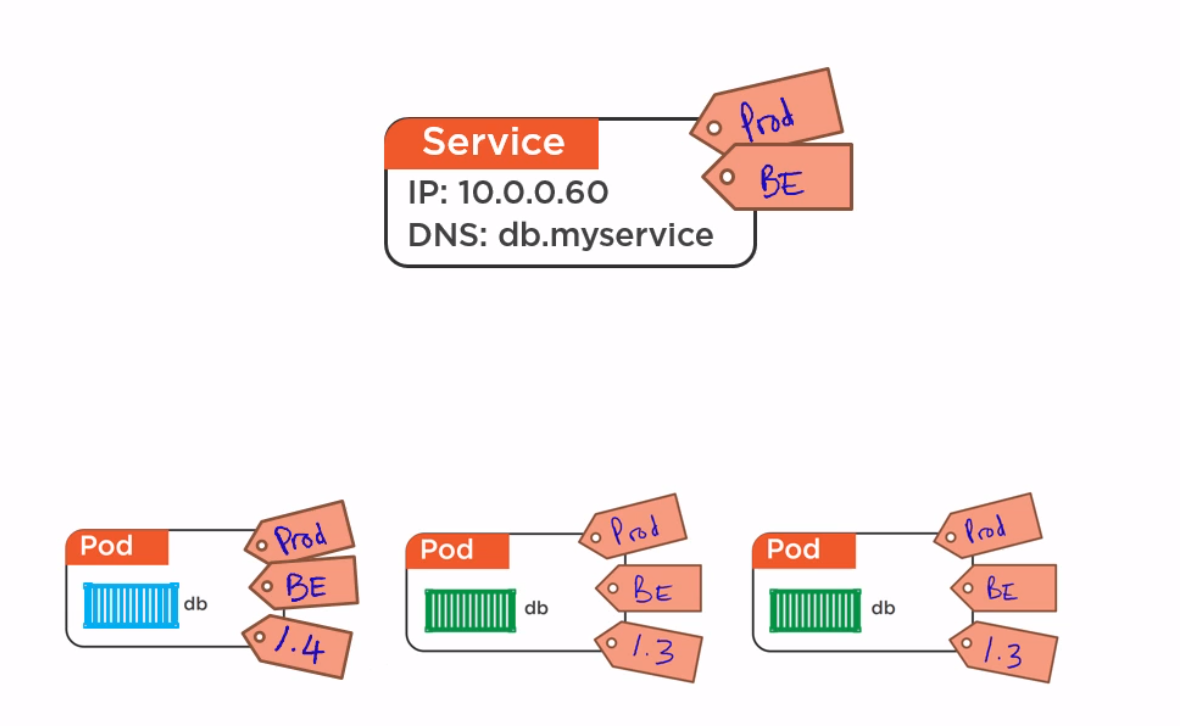 Service
Prod
BE
IP: 10.0.0.60
DNS: db.myservice
Pod
db
Prod
BE
1.4
Pod
db
Prod
BE
1.3
Pod
db
Prod
BE
1.3